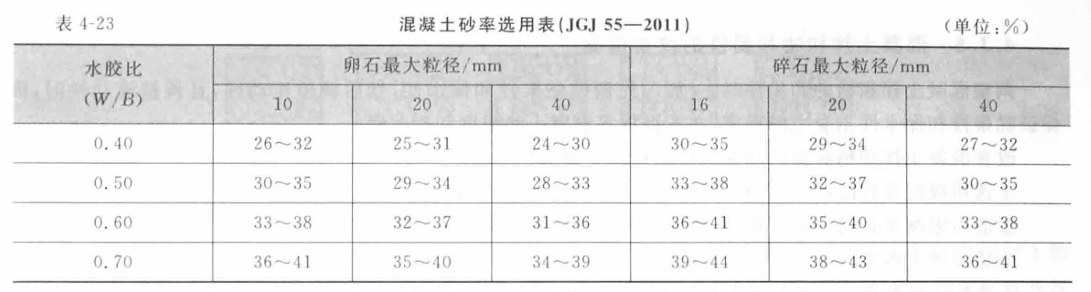 表 4-23 混凝土砂率选用表(JGJ 55—2011) (单位:%)
水胶比 (W/B) 卵石最大粒径/mm 碎石最大粒径/mm
10 20 40 16 20 40
0.40 26~32 25~31 24~30 30~35 29~34 27~32
0.50 30~35 29~34 28~33 33~38 32~37 30~35
0.60 33~38 32~37 31~36 36~41 35~40 33~38
0.70 36~41 35~40 34~39 39~44 38~43 36~41